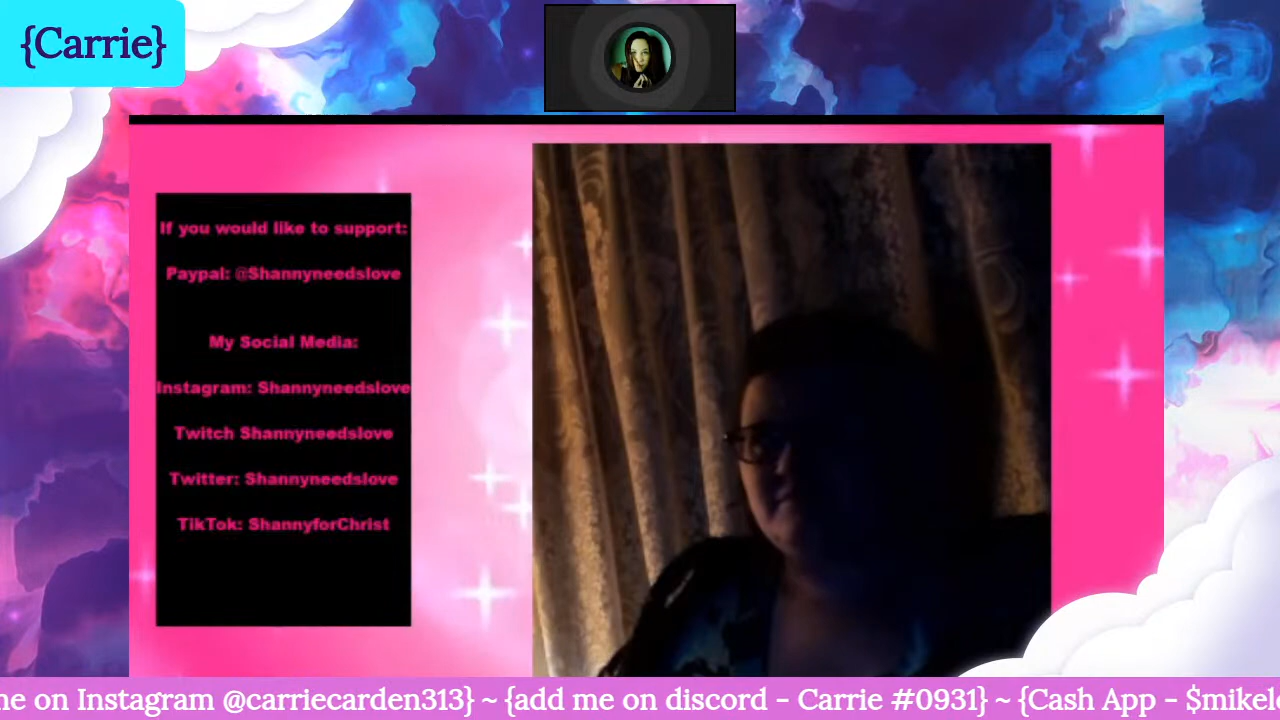 {Carrie}
If you would like to support:
Paypal: @Shannyneedslove
My Social Media:
Instagram: Shannyneedslove
Twitch Shannyneedslove
Twitter: Shannyneedslove
TikTok: ShannyforChrist
on Instagram @carriecarden313} ~ {add me on discord - Carrie #0931} ~ {Cash App -